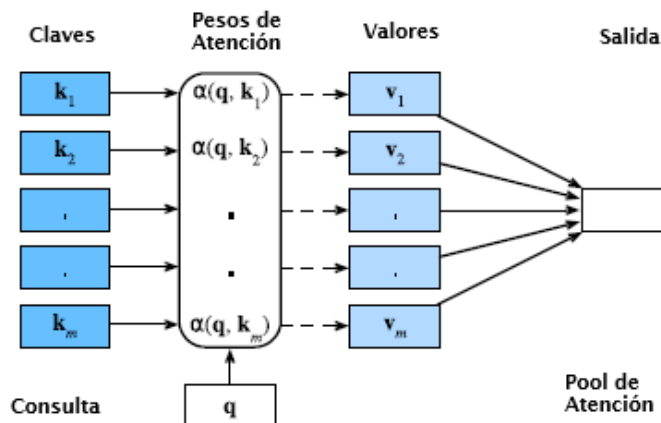 Claves
Pesos de
Atención
Valores
Salida
k1
α(q, k1)
v1
k2
α(q, k2)
v2
.
.
.
.
.
.
km
α(q, km)
vm
Consulta
q
Pool de
Atención